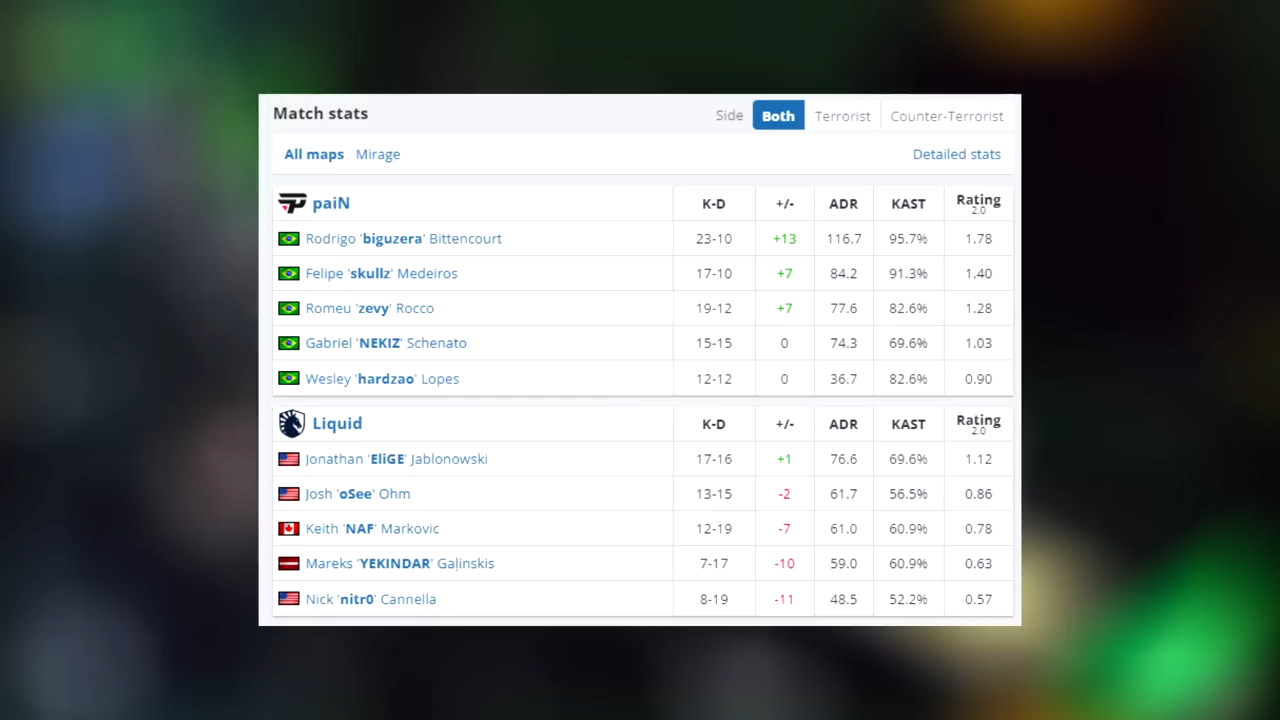 Match stats Side Both Terrorist Counter-Terrorist
All maps Mirage Detailed stats
paiN K-D +/- ADR KAST Rating 2.0
Rodrigo 'biguzera' Bittencourt 23-10 +13 116.7 95.7% 1.78
Felipe 'skullz' Medeiros 17-10 +7 84.2 91.3% 1.40
Romeu 'zevy' Rocco 19-12 +7 77.6 82.6% 1.28
Gabriel 'NEKIZ' Schenato 15-15 0 74.3 69.6% 1.03
Wesley 'hardzao' Lopes 12-12 0 36.7 82.6% 0.90
Liquid K-D +/- ADR KAST Rating 2.0
Jonathan 'EliGE' Jablonowski 17-16 +1 76.6 69.6% 1.12
Josh 'oSee' Ohm 13-15 -2 61.7 56.5% 0.86
Keith 'NAF' Markovic 12-19 -7 61.0 60.9% 0.78
Mareks 'YEKINDAR' Gaļinskis 7-17 -10 59.0 60.9% 0.63
Nick 'nitr0' Cannella 8-19 -11 48.5 52.2% 0.57